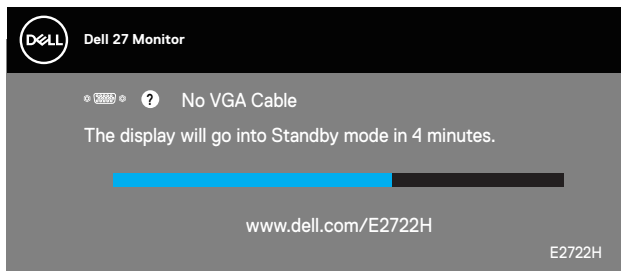 DELL
Dell 27 Monitor
? No VGA Cable
The display will go into Standby mode in 4 minutes.
www.dell.com/E2722H
E2722H